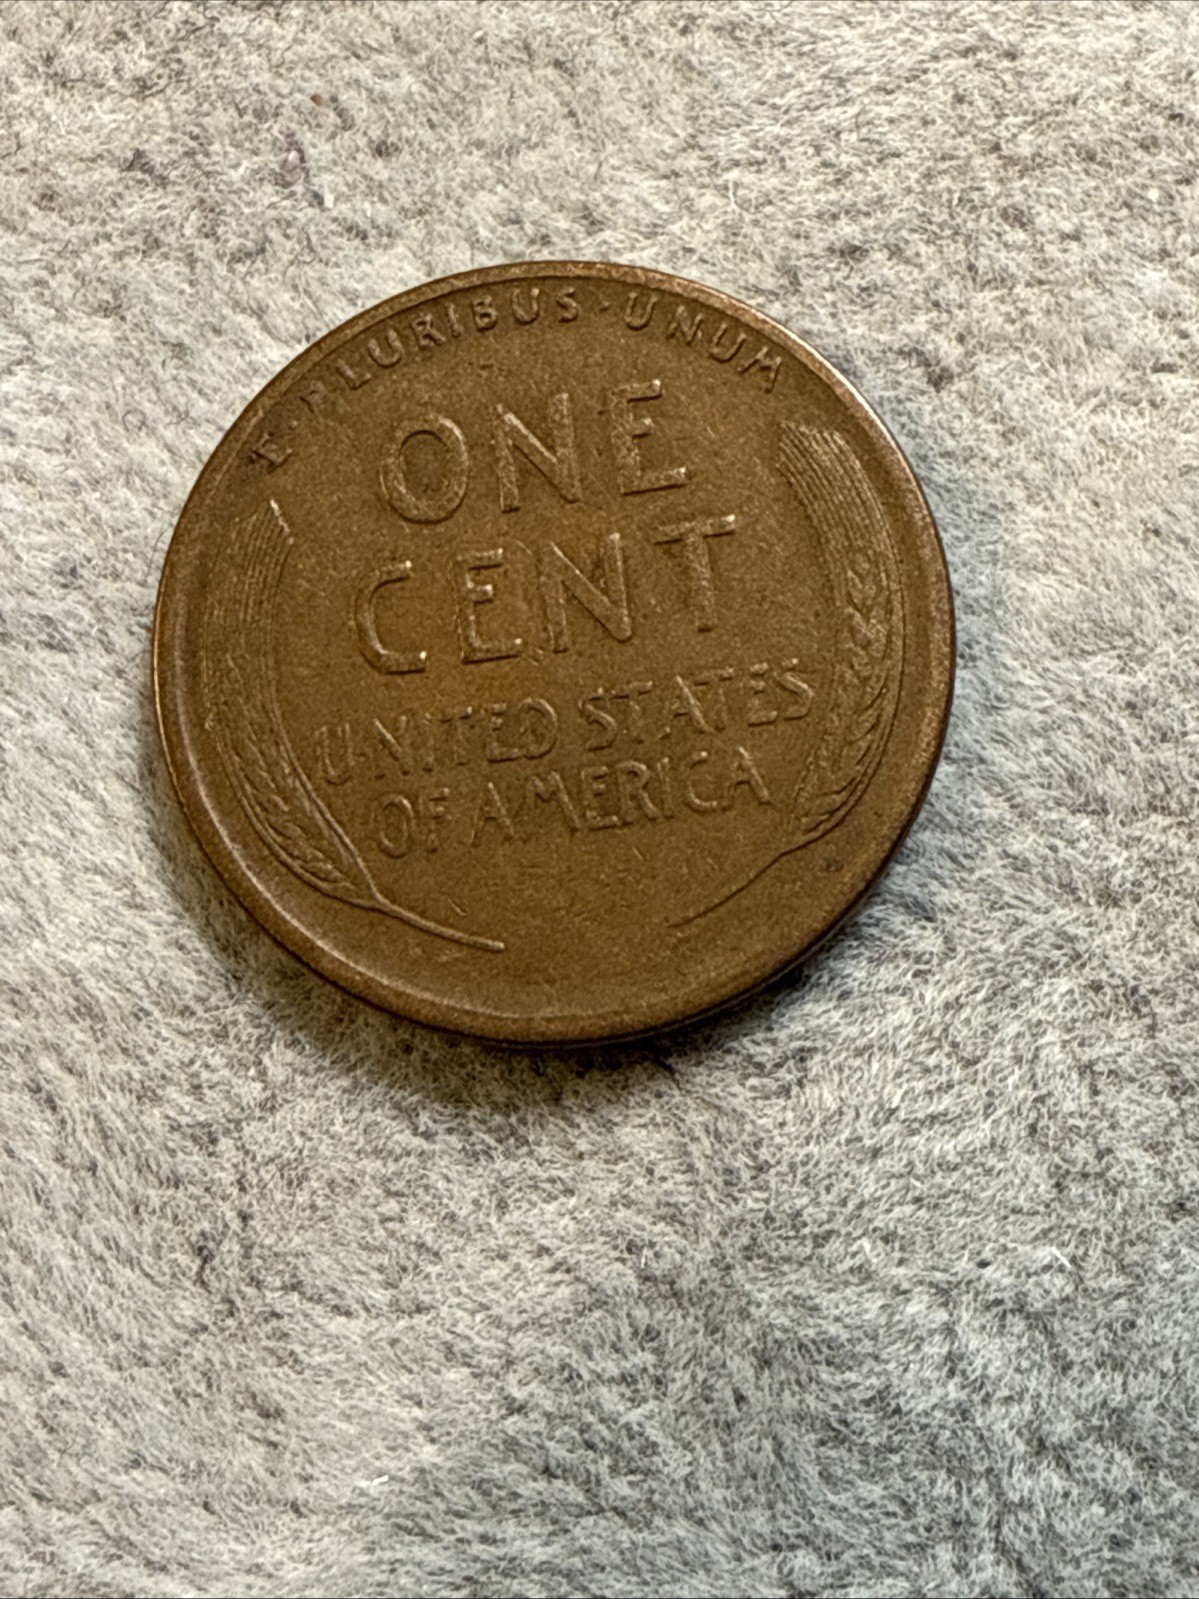 E·PLURIBUS·UNUM
ONE
CENT
UNITED STATES
OF AMERICA